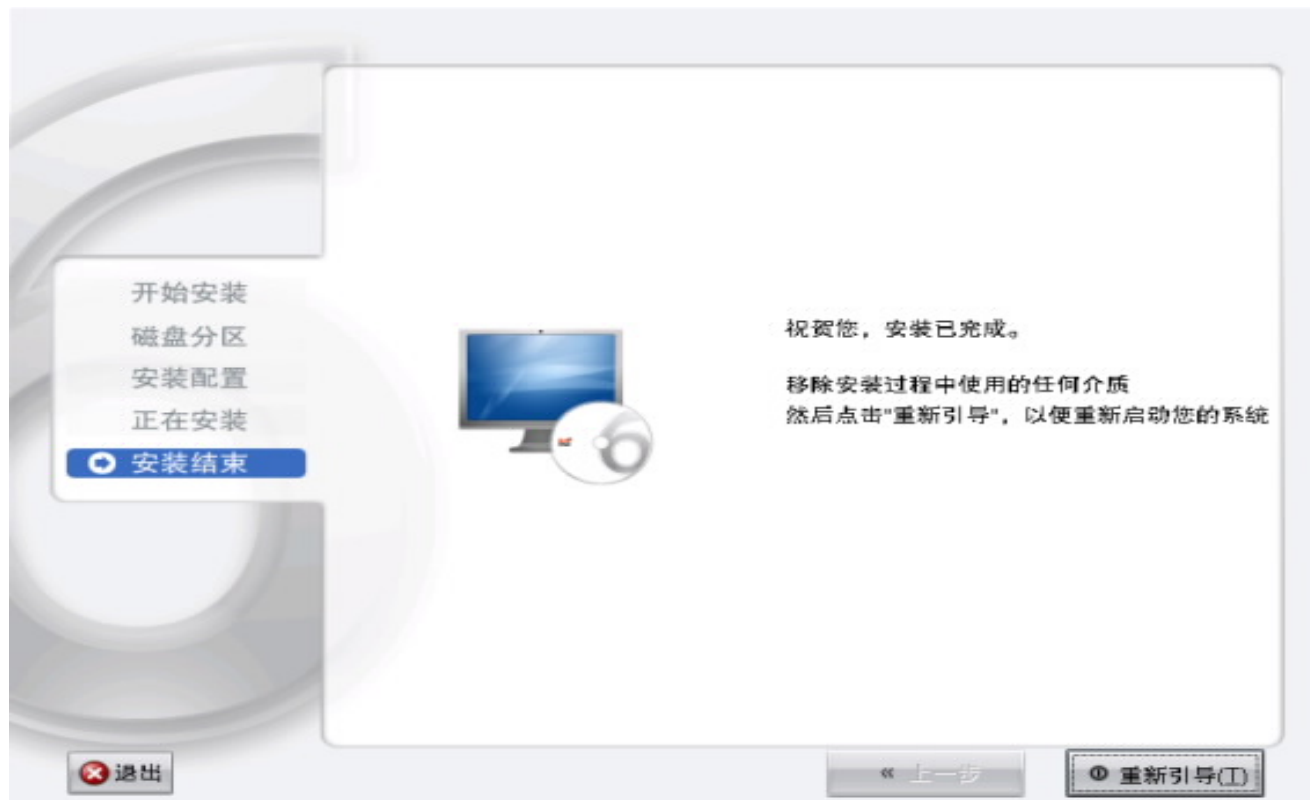 开始安装
磁盘分区
安装配置
正在安装
安装结束
祝贺您，安装已完成。
移除安装过程中使用的任何介质
然后点击"重新引导"，以便重新启动您的系统
退出
« 上一步
重新引导(T)